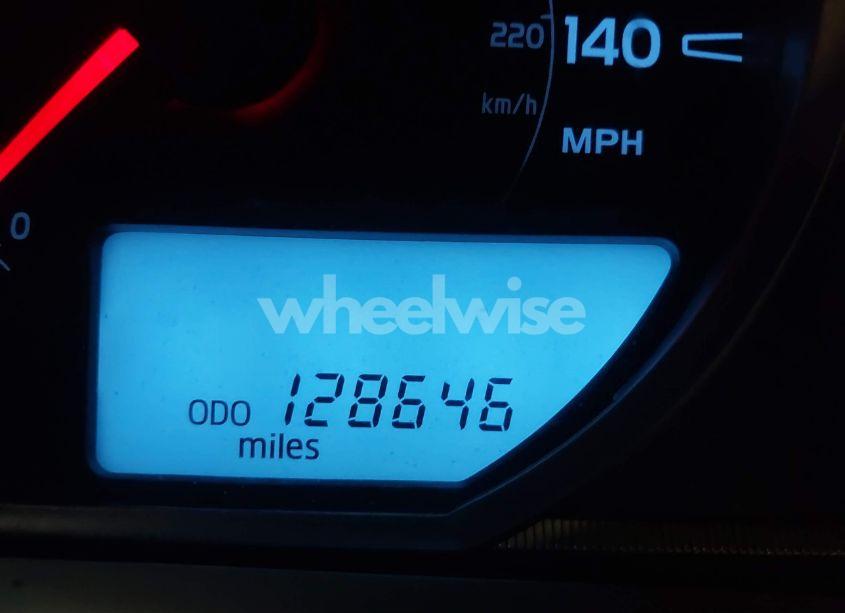 220 140
km/h
MPH
0
wheelwise
ODO 128646
miles